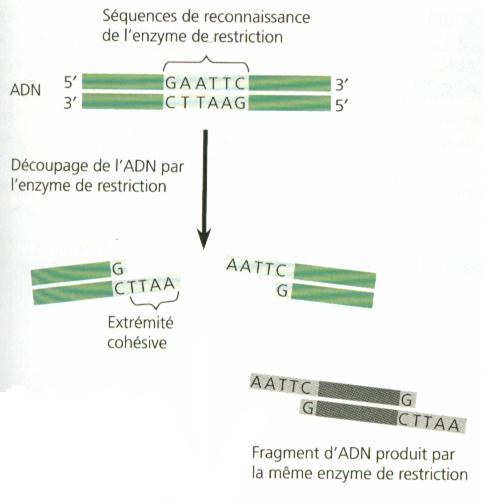 Séquences de reconnaissance
de l'enzyme de restriction
ADN 5′ GAATTC 3′
3′ CTTAAG 5′
Découpage de l'ADN par
l'enzyme de restriction
G
CTTAA
AATTC
G
Extrémité
cohésive
AATTC G
G CTTAA
Fragment d'ADN produit par
la même enzyme de restriction